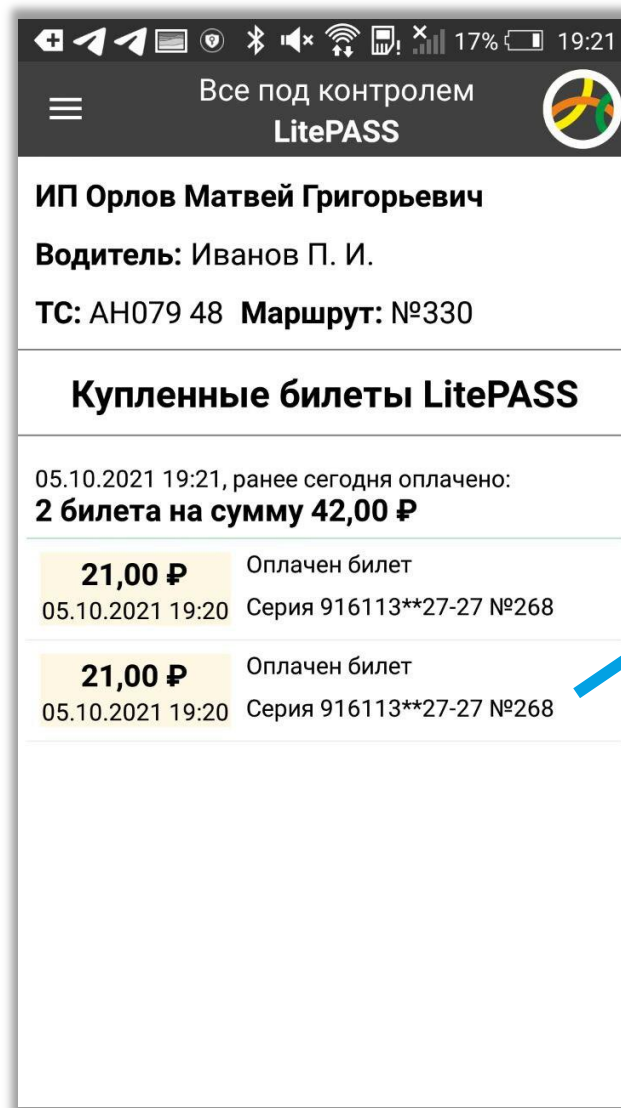 17% 19:21
Все под контролем
LitePASS
ИП Орлов Матвей Григорьевич
Водитель: Иванов П. И.
ТС: АН079 48 Маршрут: №330
Купленные билеты LitePASS
05.10.2021 19:21, ранее сегодня оплачено:
2 билета на сумму 42,00 ₽
21,00 ₽ Оплачен билет
05.10.2021 19:20 Серия 916113**27-27 №268
21,00 ₽ Оплачен билет
05.10.2021 19:20 Серия 916113**27-27 №268